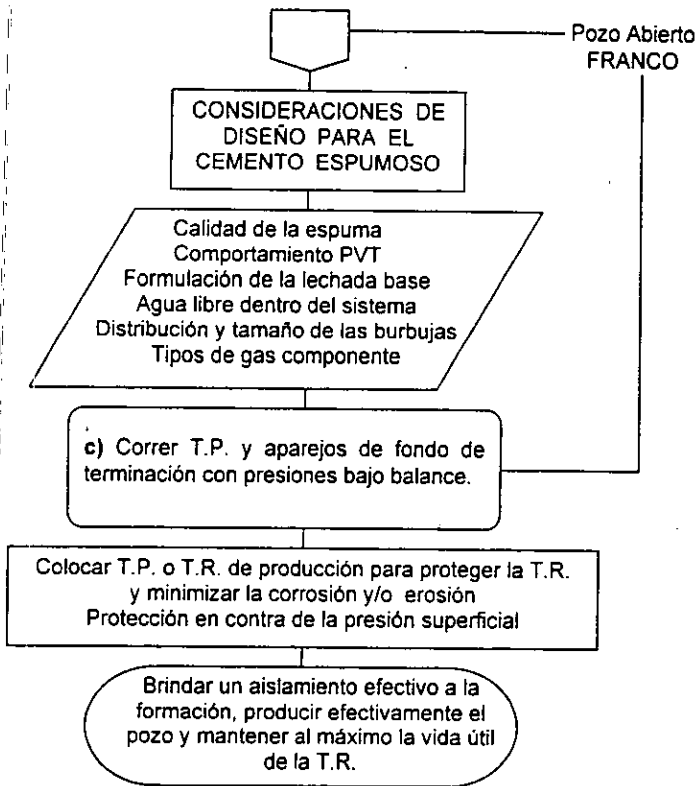 Pozo Abierto
FRANCO
CONSIDERACIONES DE
DISEÑO PARA EL
CEMENTO ESPUMOSO
Calidad de la espuma
Comportamiento PVT
Formulación de la lechada base
Agua libre dentro del sistema
Distribución y tamaño de las burbujas
Tipos de gas componente
c) Correr T.P. y aparejos de fondo de
terminación con presiones bajo balance.
Colocar T.P. o T.R. de producción para proteger la T.R.
y minimizar la corrosión y/o erosión
Protección en contra de la presión superficial
Brindar un aislamiento efectivo a la
formación, producir efectivamente el
pozo y mantener al máximo la vida útil
de la T.R.